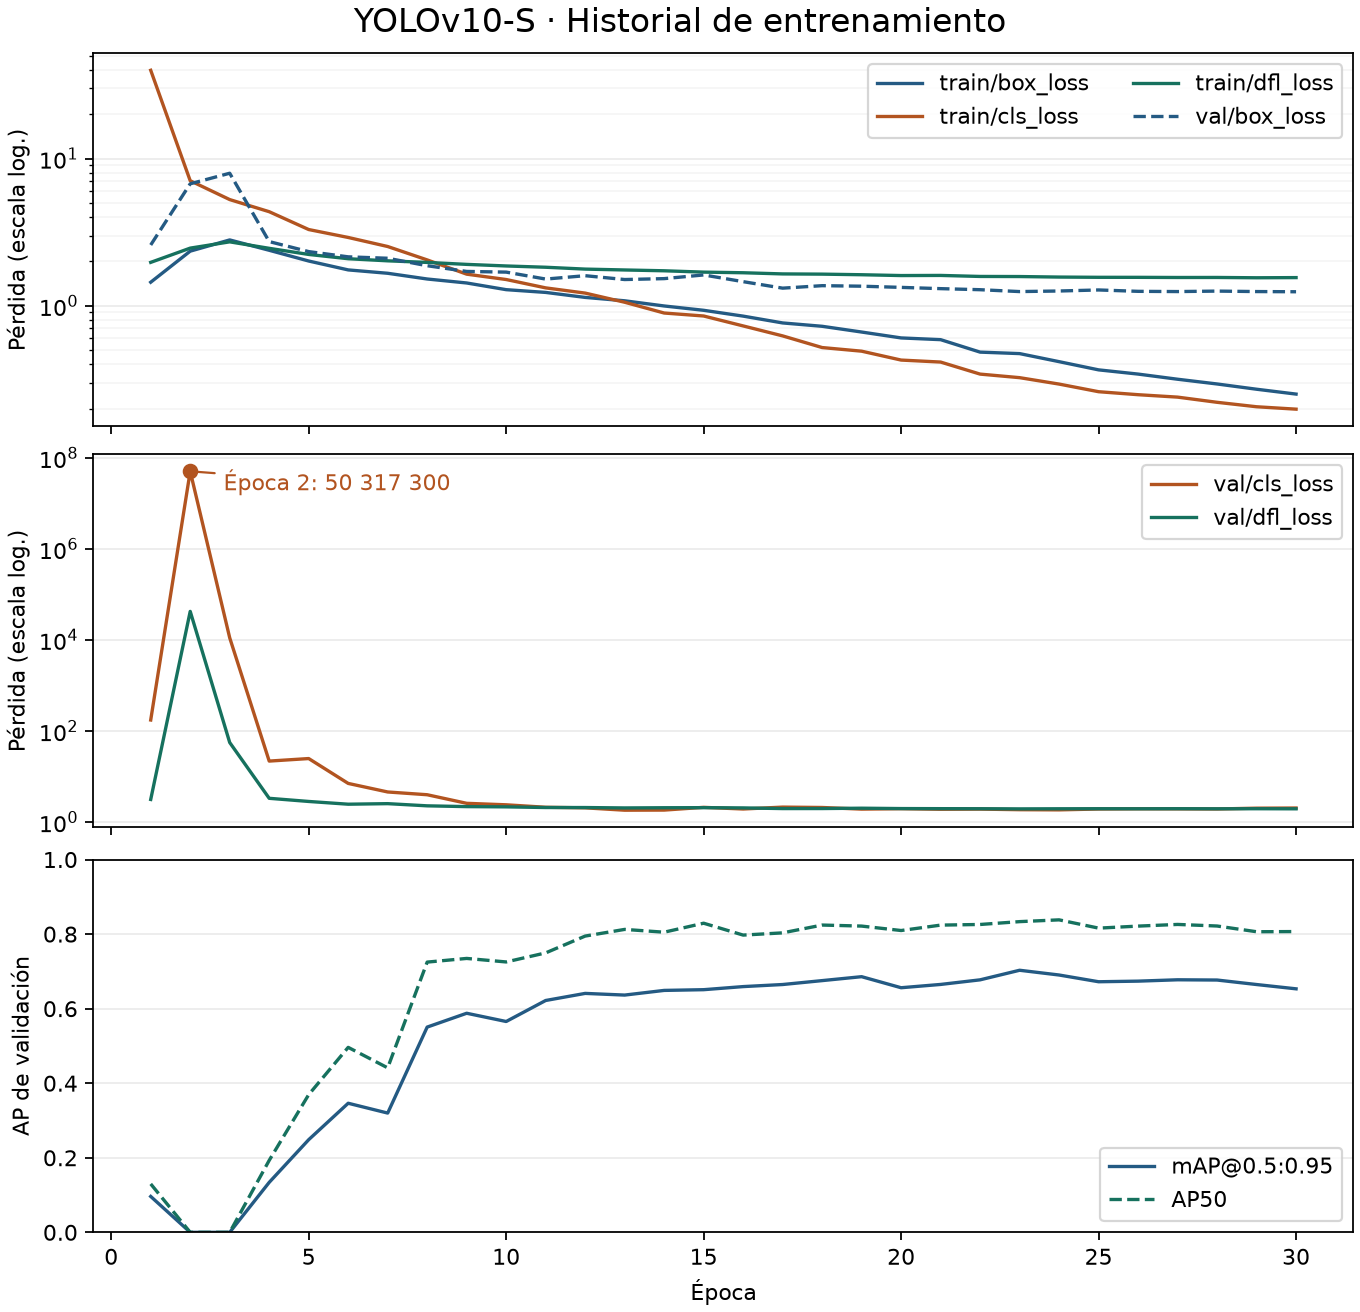 YOLOv10-S · Historial de entrenamiento
Pérdida (escala log.)
10¹
10⁰
train/box_loss
train/cls_loss
train/dfl_loss
val/box_loss
Pérdida (escala log.)
10⁸
10⁶
10⁴
10²
10⁰
Época 2: 50 317 300
val/cls_loss
val/dfl_loss
AP de validación
1.0
0.8
0.6
0.4
0.2
0.0
mAP@0.5:0.95
AP50
0 5 10 15 20 25 30
Época